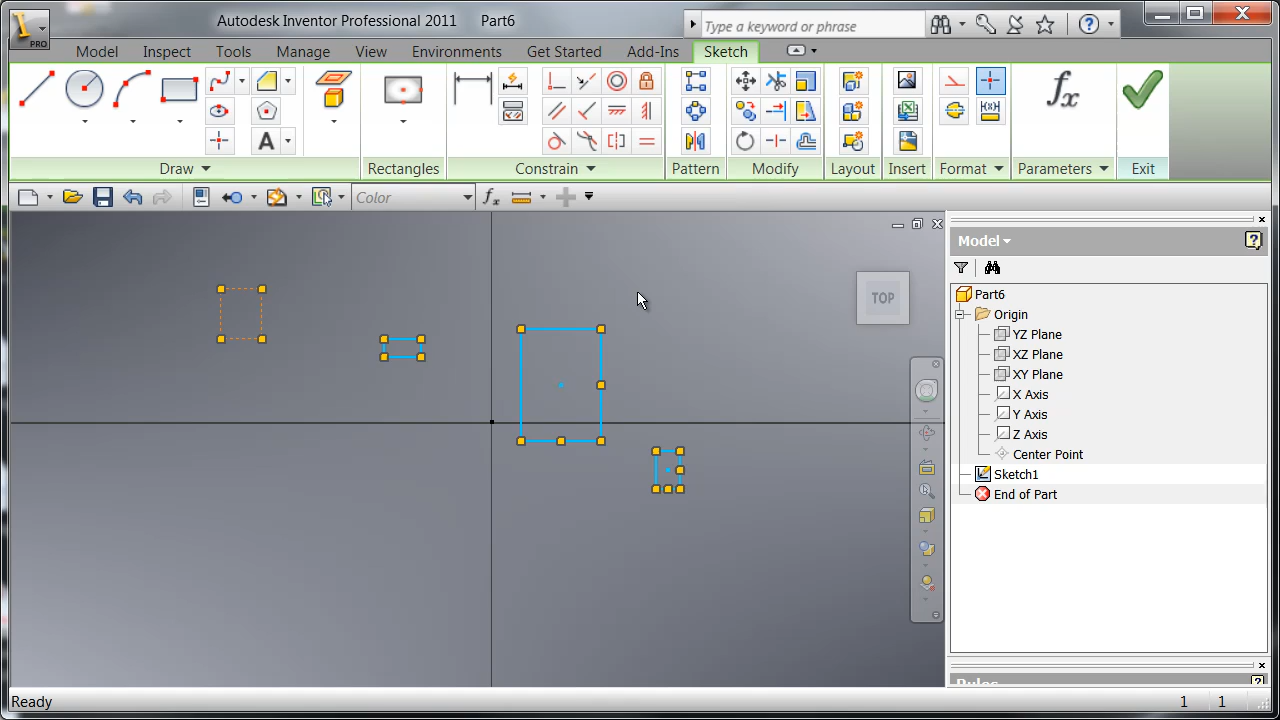 Autodesk Inventor Professional 2011 Part6
Type a keyword or phrase
PRO
Model Inspect Tools Manage View Environments Get Started Add-Ins Sketch
A
fx
Draw Rectangles Constrain Pattern Modify Layout Insert Format Parameters Exit
Color fx
Model
Part6
TOP
Origin
YZ Plane
XZ Plane
XY Plane
X Axis
Y Axis
Z Axis
Center Point
Sketch1
End of Part
Rules
Ready 1 1